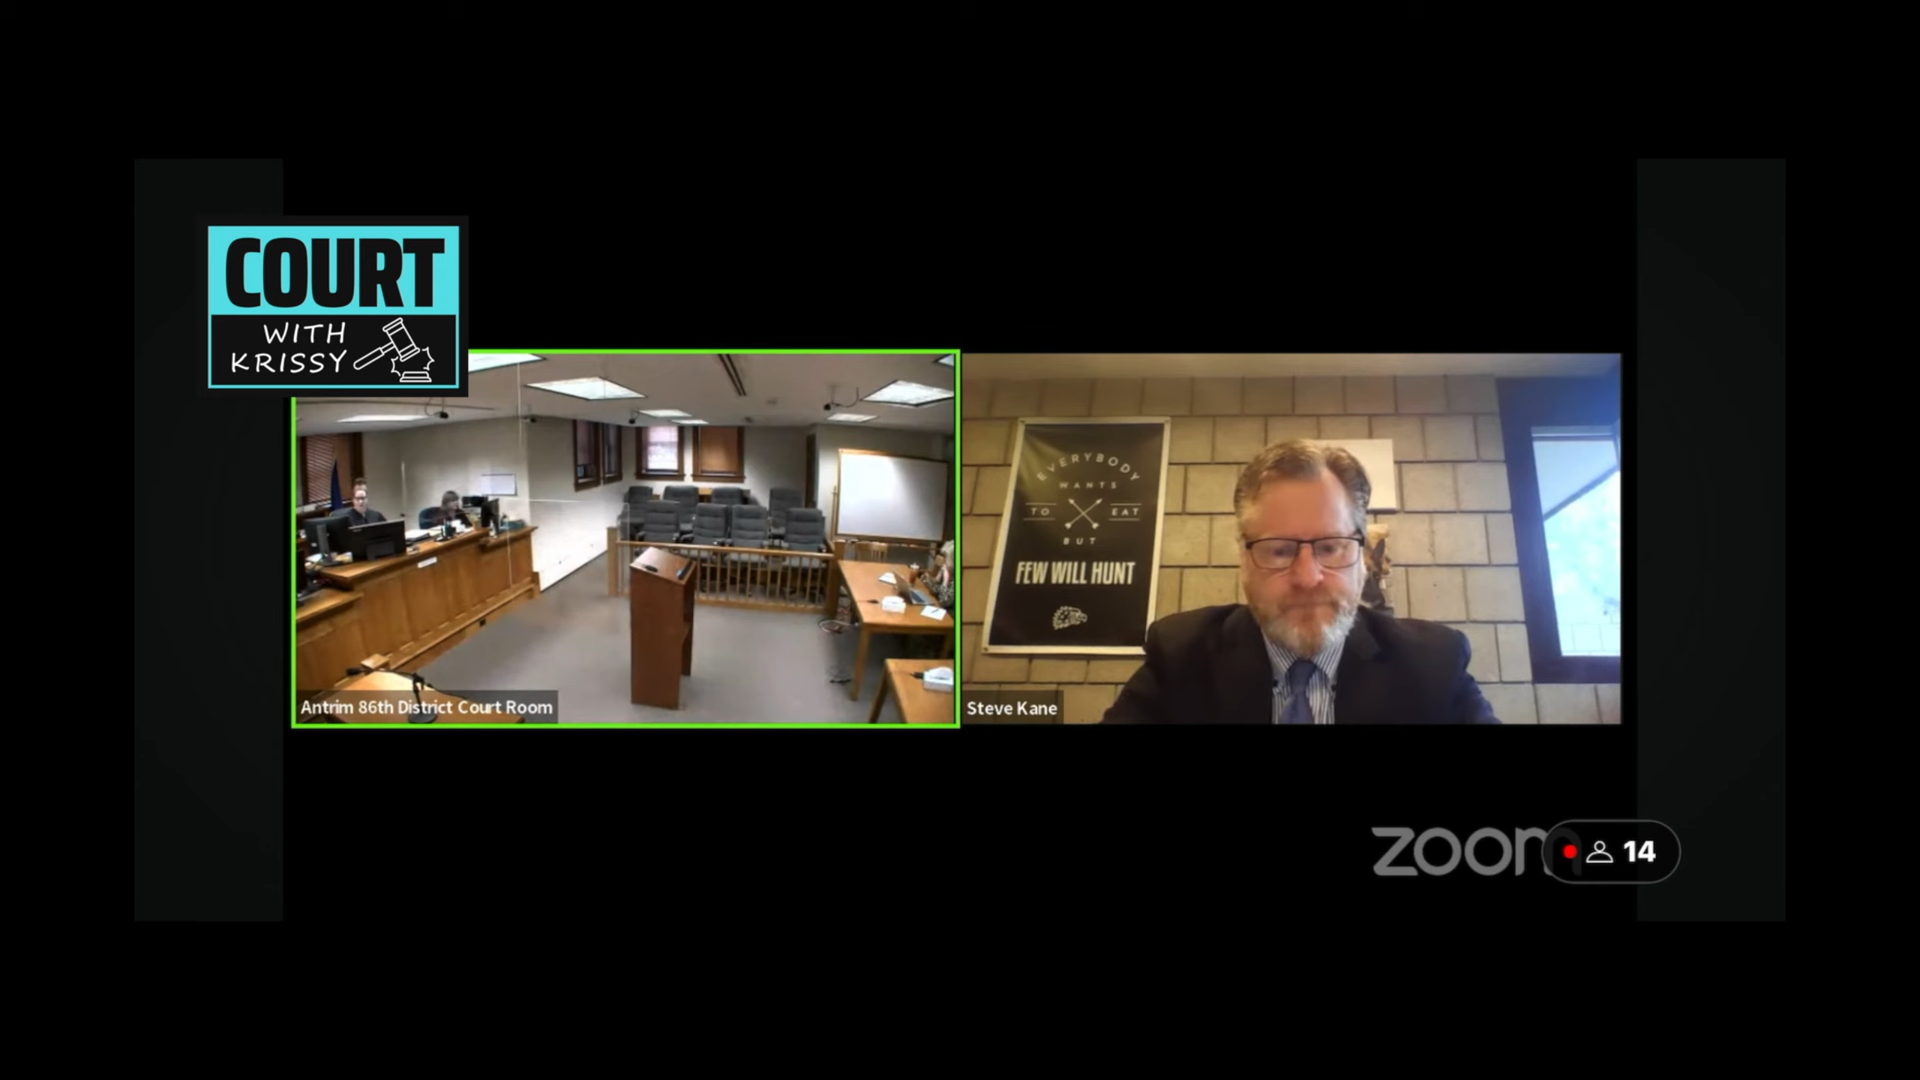 COURT
WITH
KRISSY
EVERYBODY
WANTS
TO EAT
BUT
FEW WILL HUNT
Antrim 86th District Court Room
Steve Kane
zoom
14